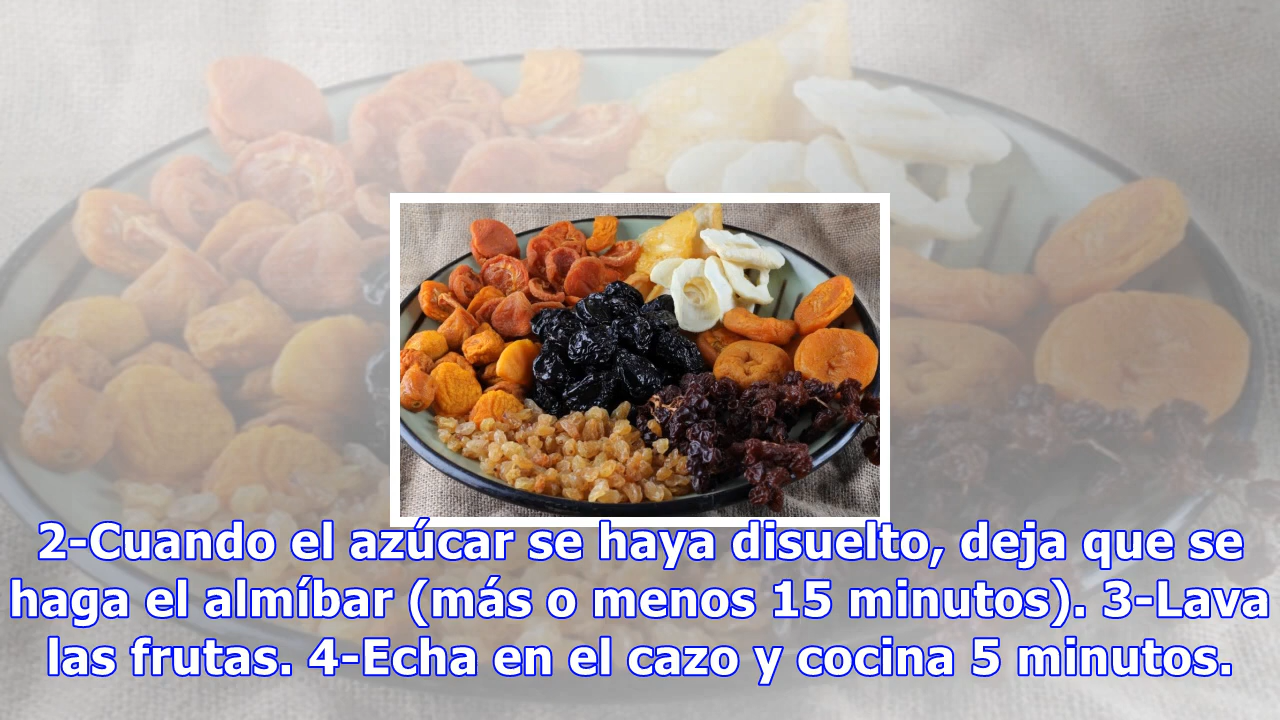 2-Cuando el azúcar se haya disuelto, deja que se
haga el almíbar (más o menos 15 minutos). 3-Lava
las frutas. 4-Echa en el cazo y cocina 5 minutos.